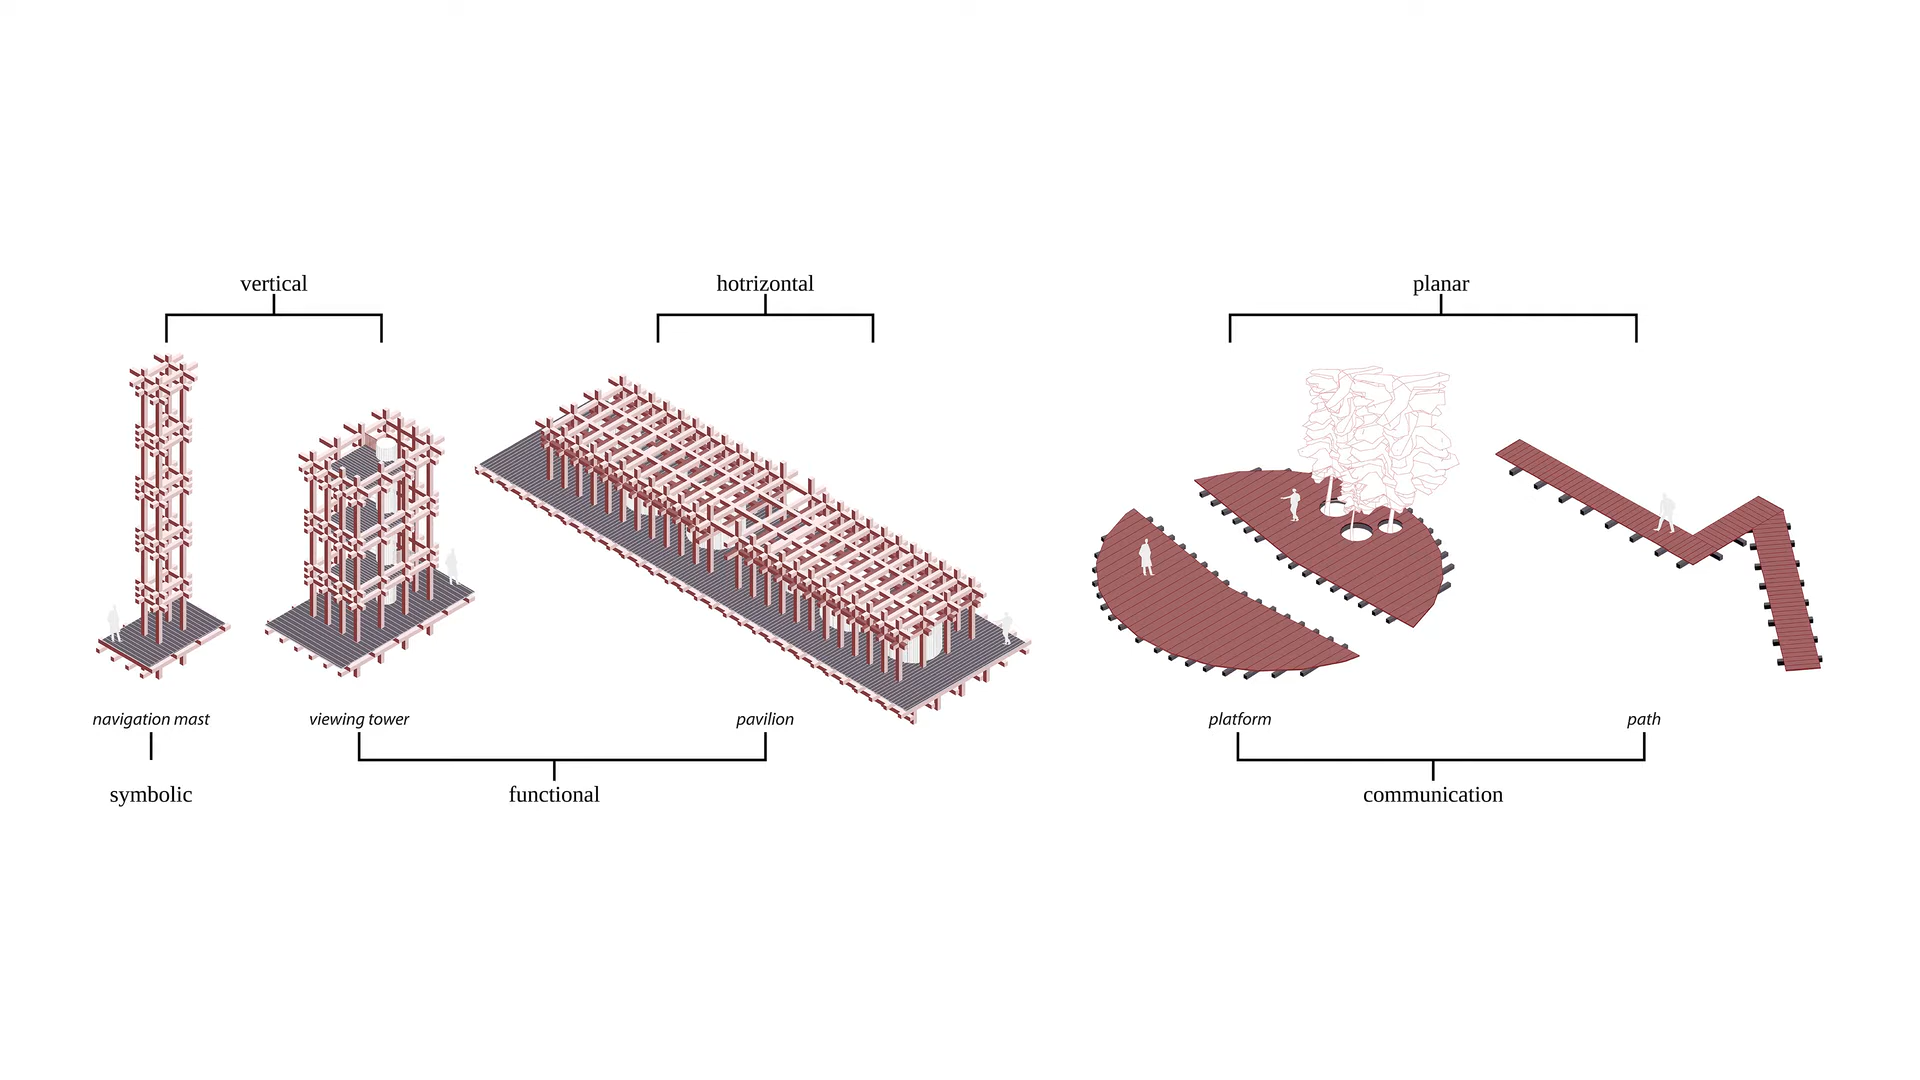 vertical
hotrizontal
planar
navigation mast
viewing tower
pavilion
platform
path
symbolic
functional
communication